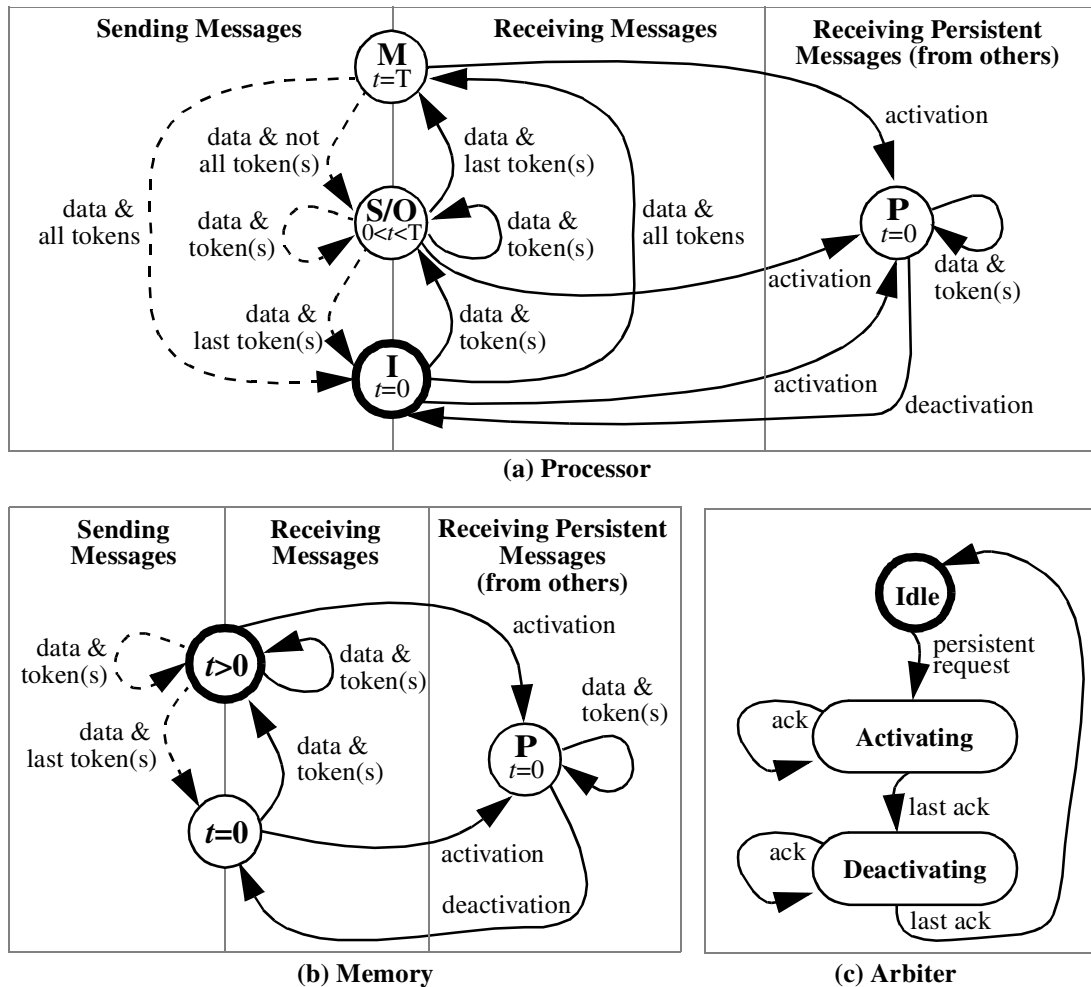 Sending Messages
Receiving Messages
Receiving Persistent
Messages (from others)
M
t=T
activation
data & not
all token(s)
data &
last token(s)
data &
all tokens
S/O
0<t<T
data &
token(s)
data &
token(s)
data &
all tokens
P
t=0
data &
token(s)
activation
data &
last token(s)
data &
token(s)
I
t=0
activation
deactivation
(a) Processor
Sending
Messages
Receiving
Messages
Receiving Persistent
Messages
(from others)
activation
data &
token(s)
t>0
data &
token(s)
data &
token(s)
data &
last token(s)
data &
token(s)
P
t=0
t=0
activation
deactivation
(b) Memory
Idle
persistent
request
ack
Activating
last ack
ack
Deactivating
last ack
(c) Arbiter